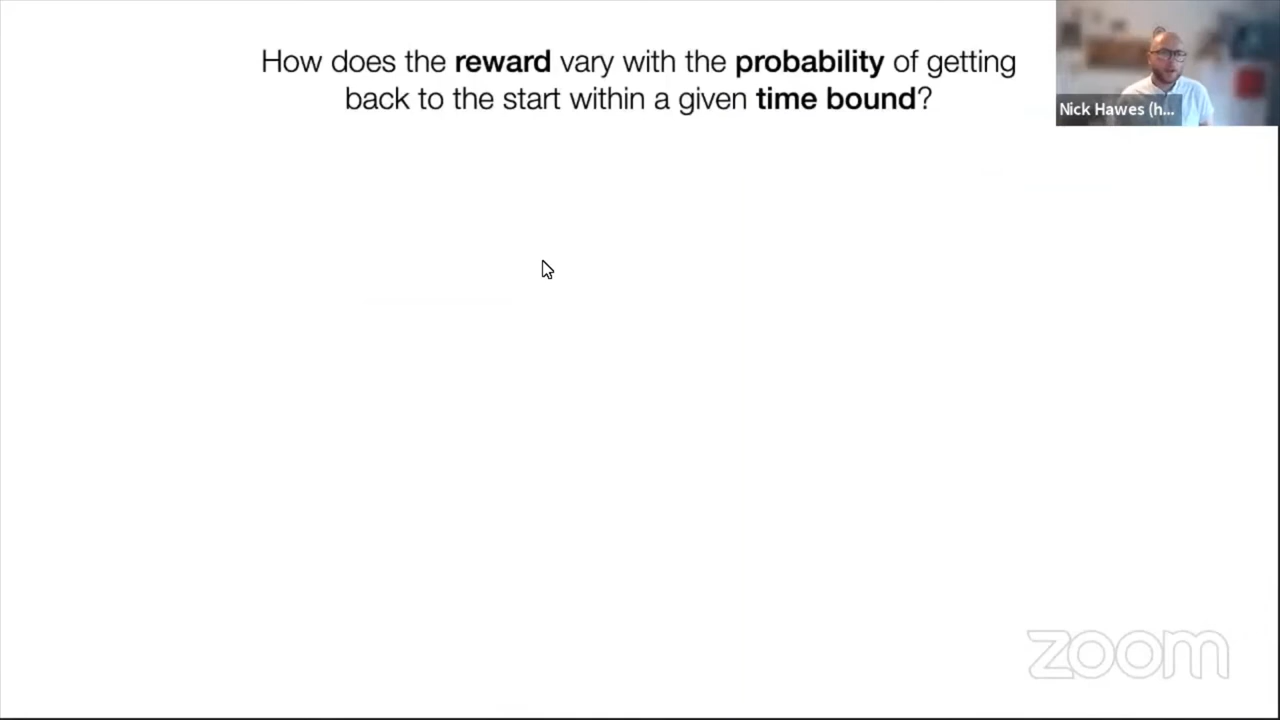 How does the reward vary with the probability of getting
back to the start within a given time bound?
Nick Hawes (h...
zoom